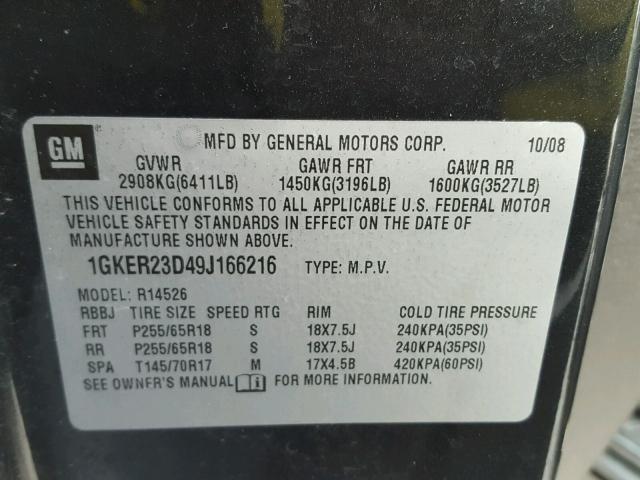 GM ® MFD BY GENERAL MOTORS CORP. 10/08
GVWR GAWR FRT GAWR RR
2908KG(6411LB) 1450KG(3196LB) 1600KG(3527LB)
THIS VEHICLE CONFORMS TO ALL APPLICABLE U.S. FEDERAL MOTOR
VEHICLE SAFETY STANDARDS IN EFFECT ON THE DATE OF
MANUFACTURE SHOWN ABOVE.
1GKER23D49J166216 TYPE: M.P.V.
MODEL: R14526
RBBJ TIRE SIZE SPEED RTG RIM COLD TIRE PRESSURE
FRT P255/65R18 S 18X7.5J 240KPA(35PSI)
RR P255/65R18 S 18X7.5J 240KPA(35PSI)
SPA T145/70R17 M 17X4.5B 420KPA(60PSI)
SEE OWNER'S MANUAL i FOR MORE INFORMATION.